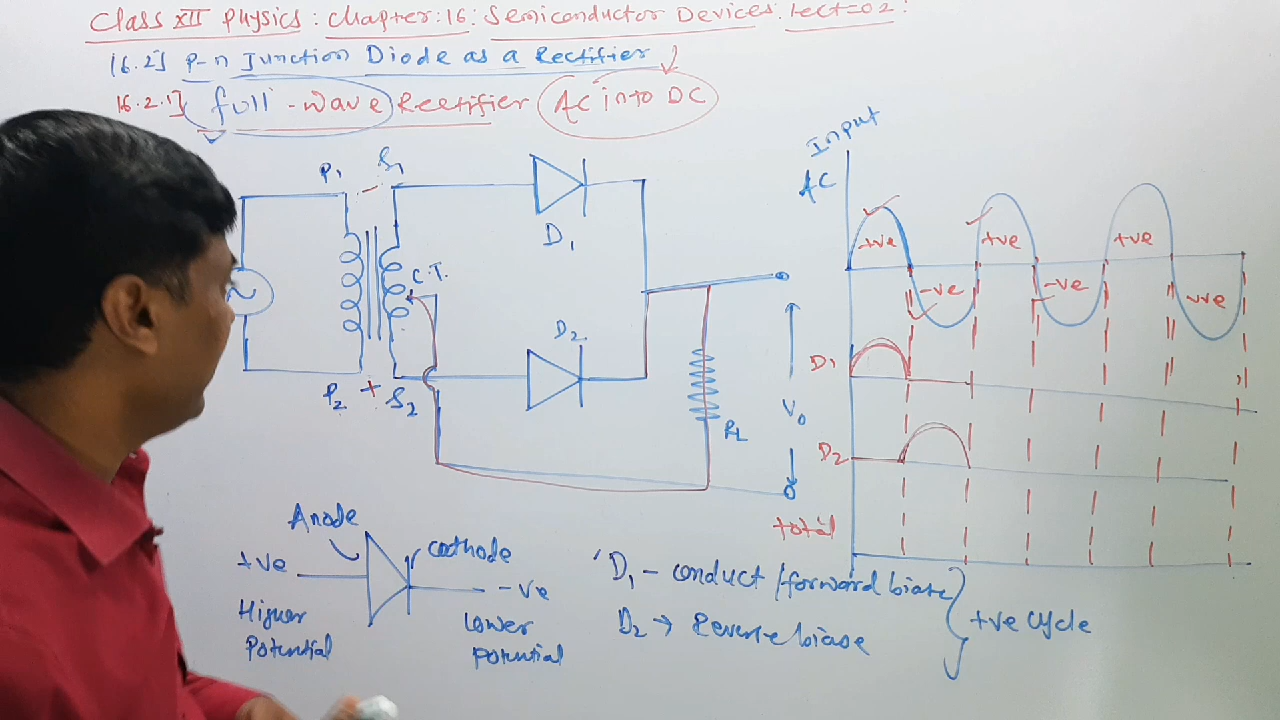 Class XII Physics : Chapter:16: Semiconductor Devices. Lect=02:
16.2] P-n Junction Diode as a Rectifier
16.2.1] full-wave Rectifier AC into DC
Input
AC
P1
S1
D1
C.T.
P2
+
S2
D2
RL
V0
+ve
+ve
+ve
-ve
-ve
-ve
D1
D2
total
Anode
cathode
+ve
-ve
Higher
Potential
Lower
potential
D1 - conduct / forward biase
D2 → Reverse biase
+ve cycle